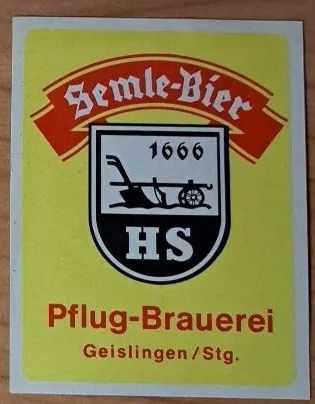 Semle-Bier
1666
HS
Pflug-Brauerei
Geislingen/Stg.